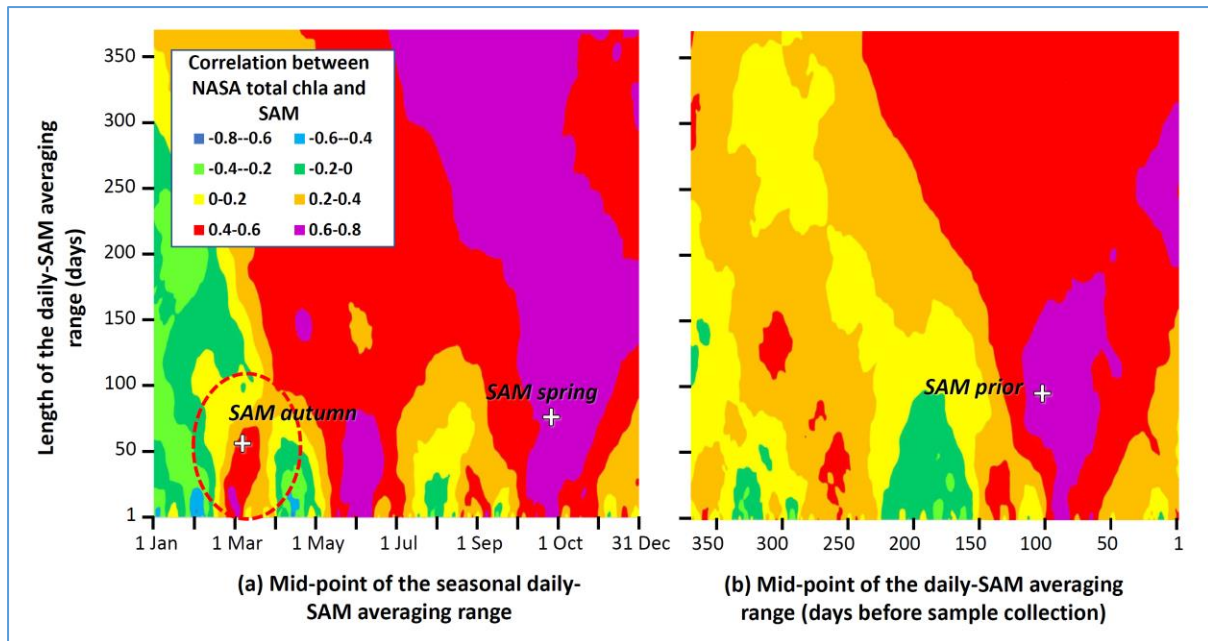 350
300
250
200
150
100
50
1
Length of the daily-SAM averaging
range (days)
Correlation between
NASA total chla and
SAM
-0.8--0.6 -0.6--0.4
-0.4--0.2 -0.2-0
0-0.2 0.2-0.4
0.4-0.6 0.6-0.8
SAM autumn
SAM spring
1 Jan 1 Mar 1 May 1 Jul 1 Sep 1 Oct 31 Dec
(a) Mid-point of the seasonal daily-
SAM averaging range
SAM prior
350 300 250 200 150 100 50 1
(b) Mid-point of the daily-SAM averaging
range (days before sample collection)